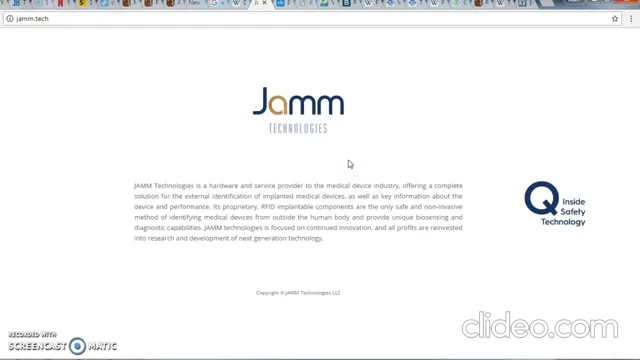 jamm.tech
Jamm
TECHNOLOGIES
JAMM Technologies is a hardware and service provider to the medical device industry, offering a complete
solution for the external identification of implanted medical devices, as well as key information about the
device and performance. Its proprietary, RFID implantable components are the only safe and non-invasive
method of identifying medical devices from outside the human body and provide unique biosensing and
diagnostic capabilities. JAMM technologies is focused on continued innovation, and all profits are reinvested
into research and development of next generation technology.
Q Inside
Safety
Technology
Copyright © JAMM Technologies LLC
RECORDED WITH
SCREENCAST MATIC
clideo.com